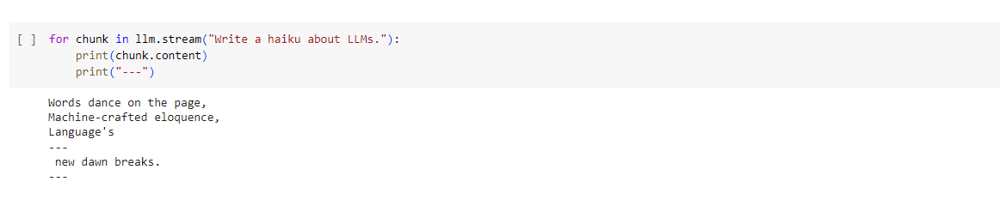 [ ] for chunk in llm.stream("Write a haiku about LLMs."):
print(chunk.content)
print("---")
Words dance on the page,
Machine-crafted eloquence,
Language's
---
new dawn breaks.
---